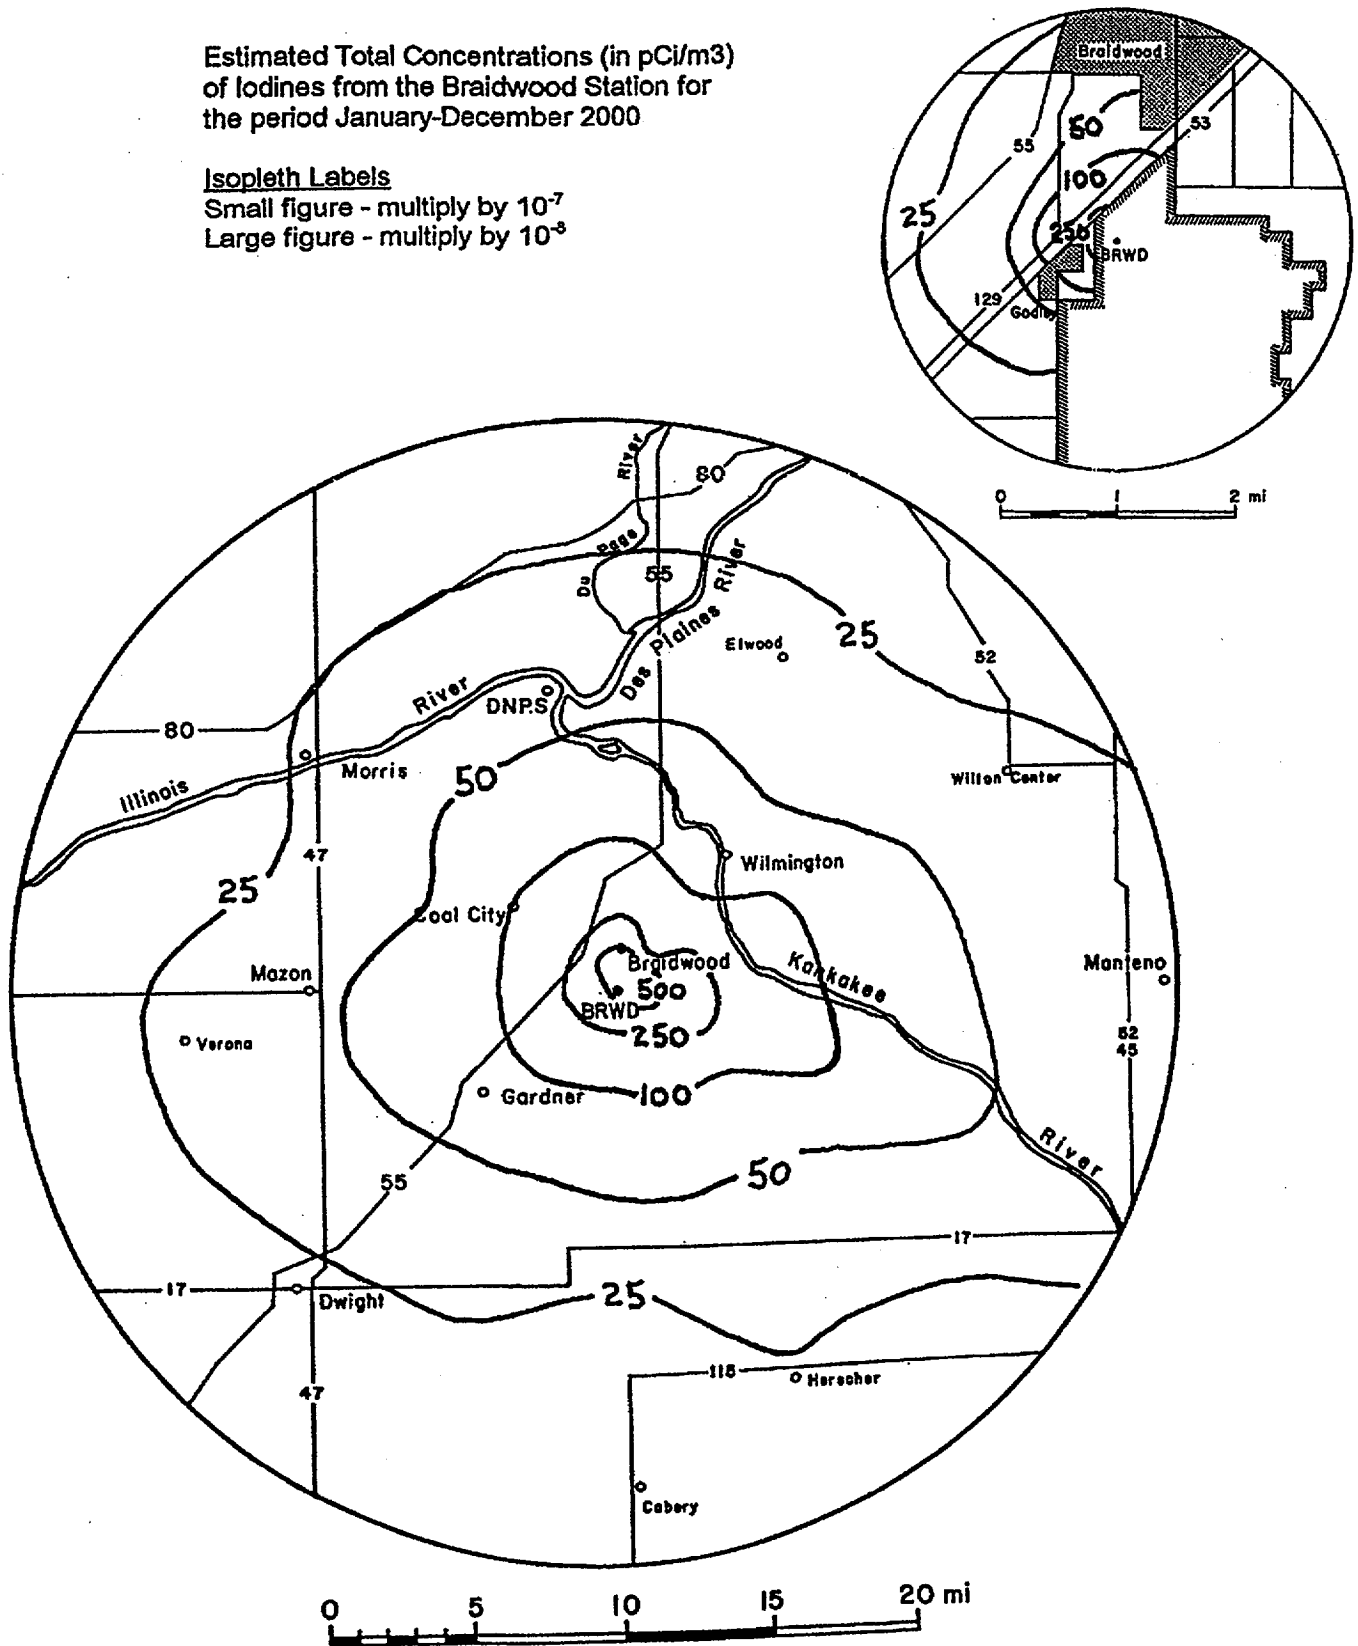 Estimated Total Concentrations (in pCi/m3)
of Iodines from the Braidwood Station for
the period January-December 2000
Isopleth Labels
Small figure - multiply by 10-7
Large figure - multiply by 10-8
Braidwood
50
53
55
100
25
250
BRWD
129
Godley
0 1 2 mi
River
80
Page
Du
55
River
Des Plaines
25
Elwood
52
River
DNPS
80
Morris
50
Wilton Center
Illinois
47
Wilmington
25
Coal City
Braidwood
Kankakee
Manteno
Mazon
500
BRWD
250
52
45
Verona
Gardner
100
River
50
55
17
17
Dwight
25
115
Herscher
47
Cabery
0 5 10 15 20 mi